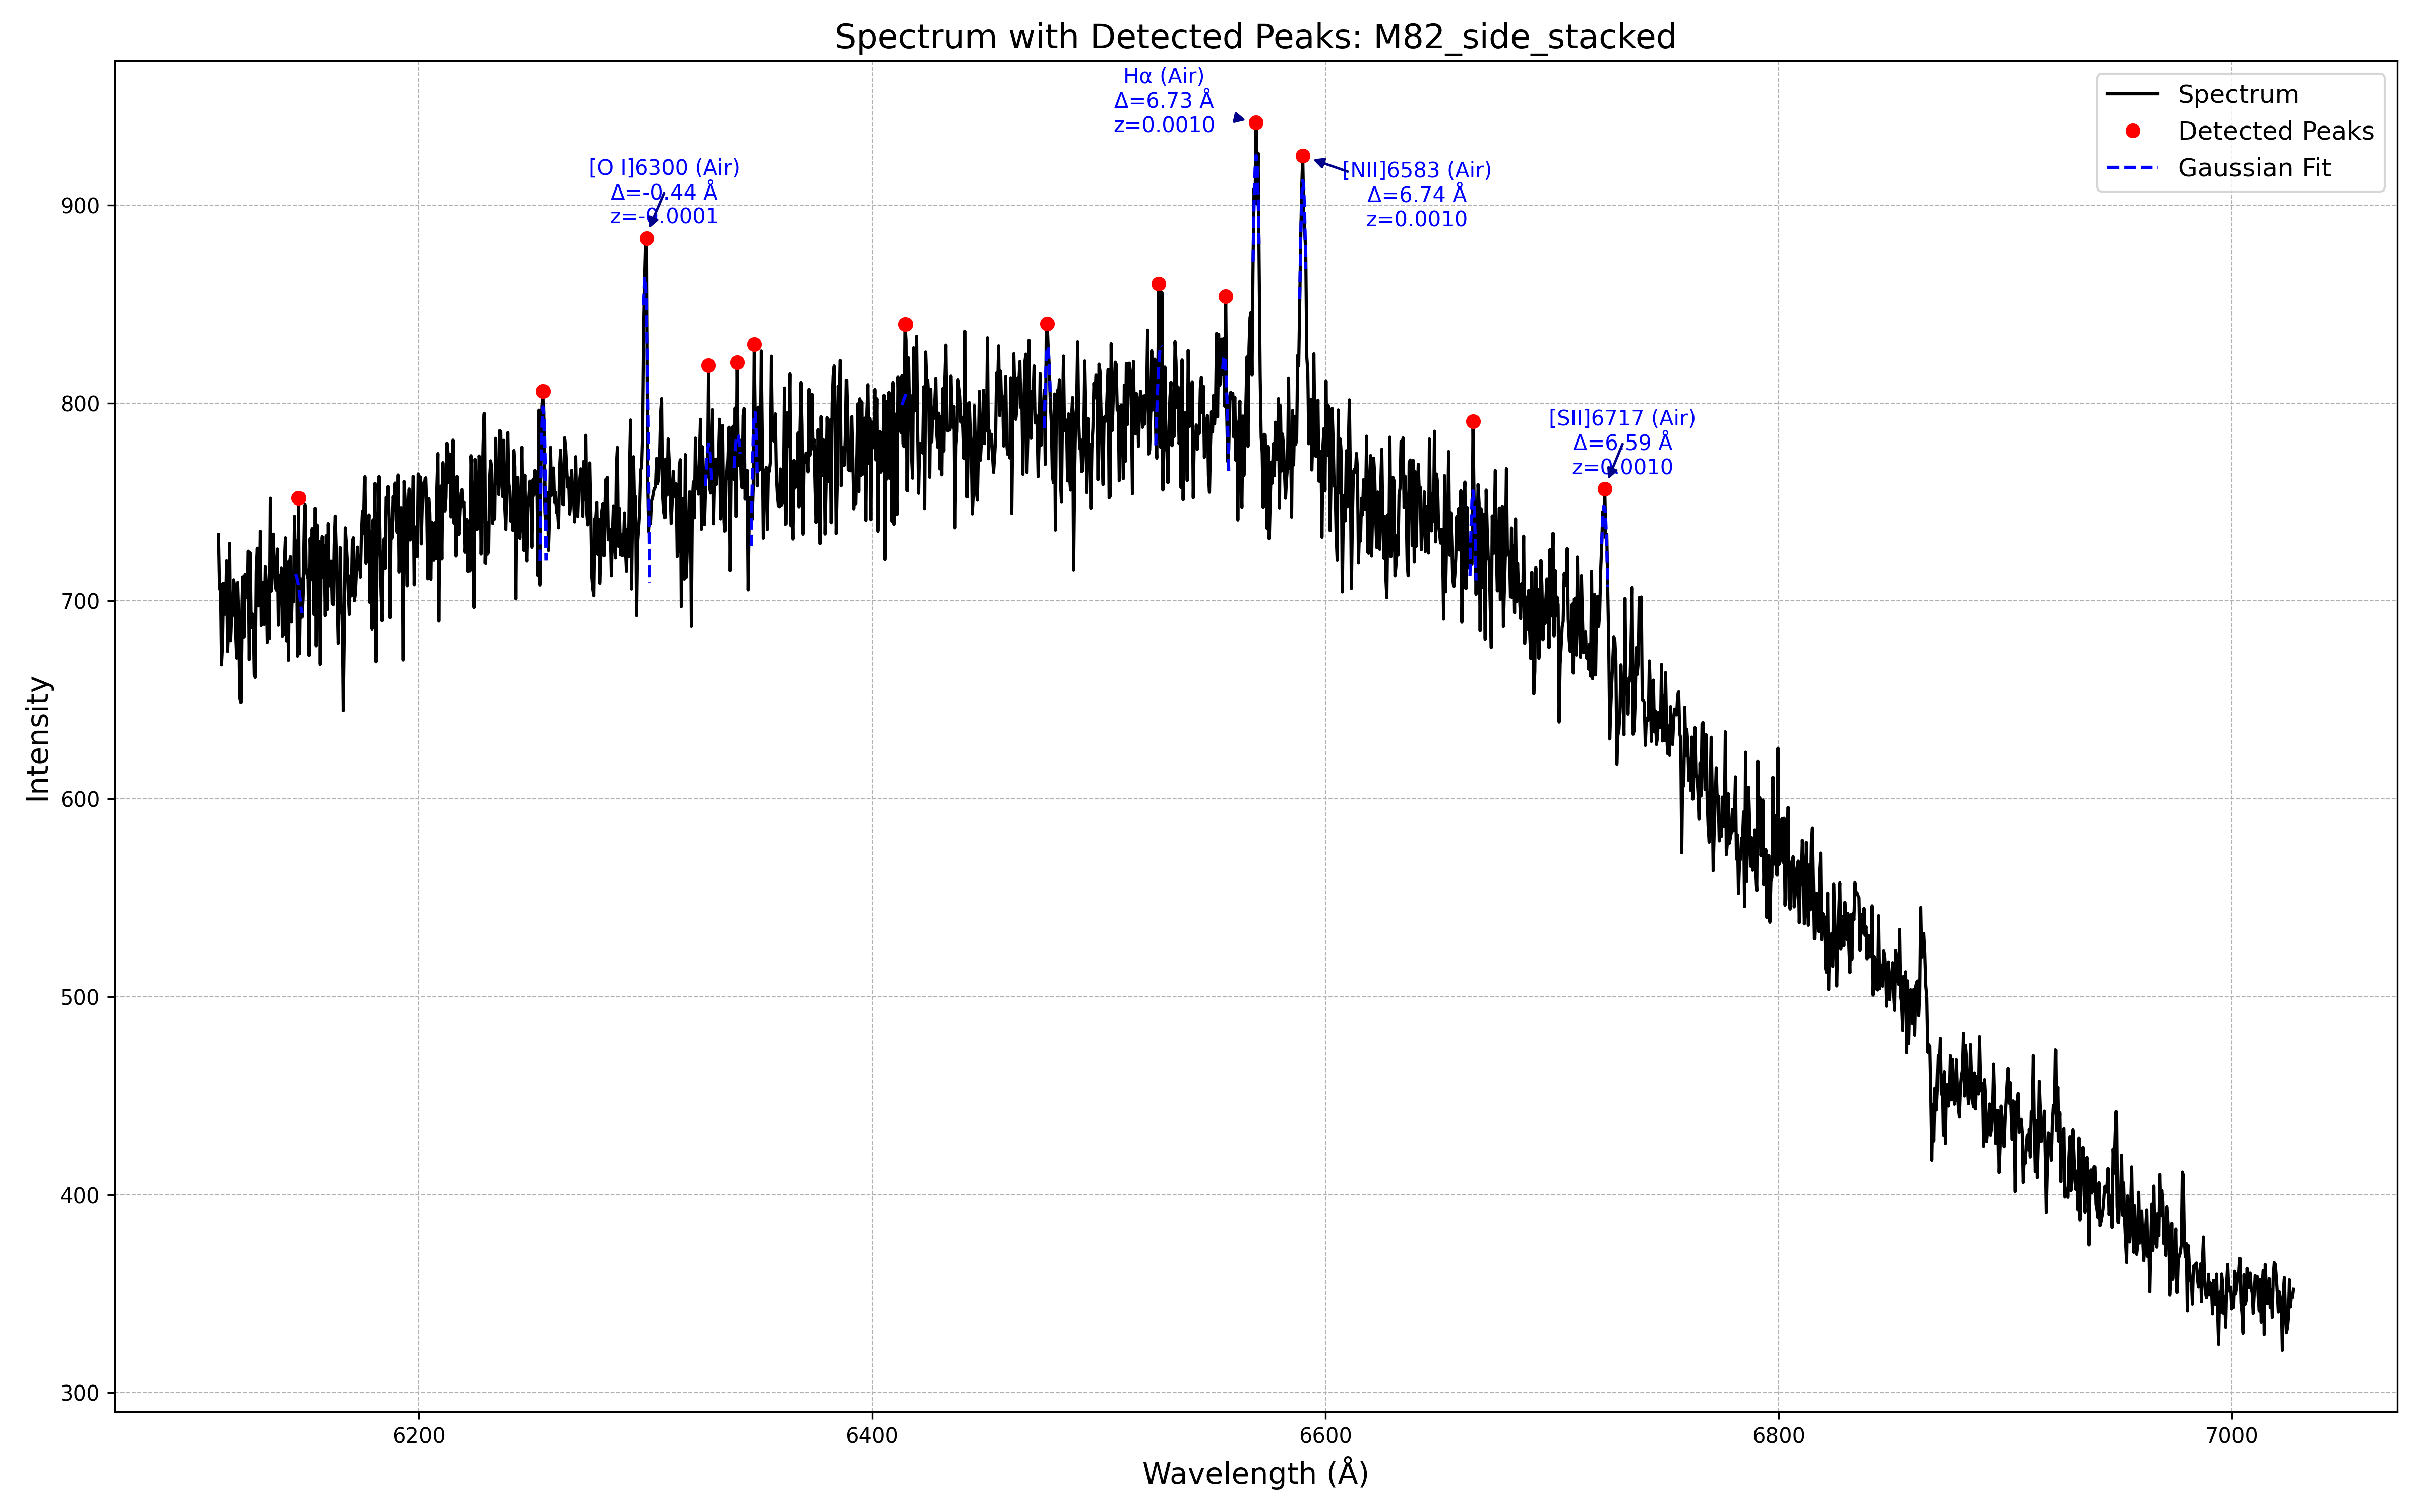 Spectrum with Detected Peaks: M82_side_stacked
Hα (Air)
Δ=6.73 Å
z=0.0010
[O I]6300 (Air)
Δ=-0.44 Å
z=-0.0001
[NII]6583 (Air)
Δ=6.74 Å
z=0.0010
[SII]6717 (Air)
Δ=6.59 Å
z=0.0010
Spectrum
Detected Peaks
Gaussian Fit
Intensity
900
800
700
600
500
400
300
6200
6400
6600
6800
7000
Wavelength (Å)